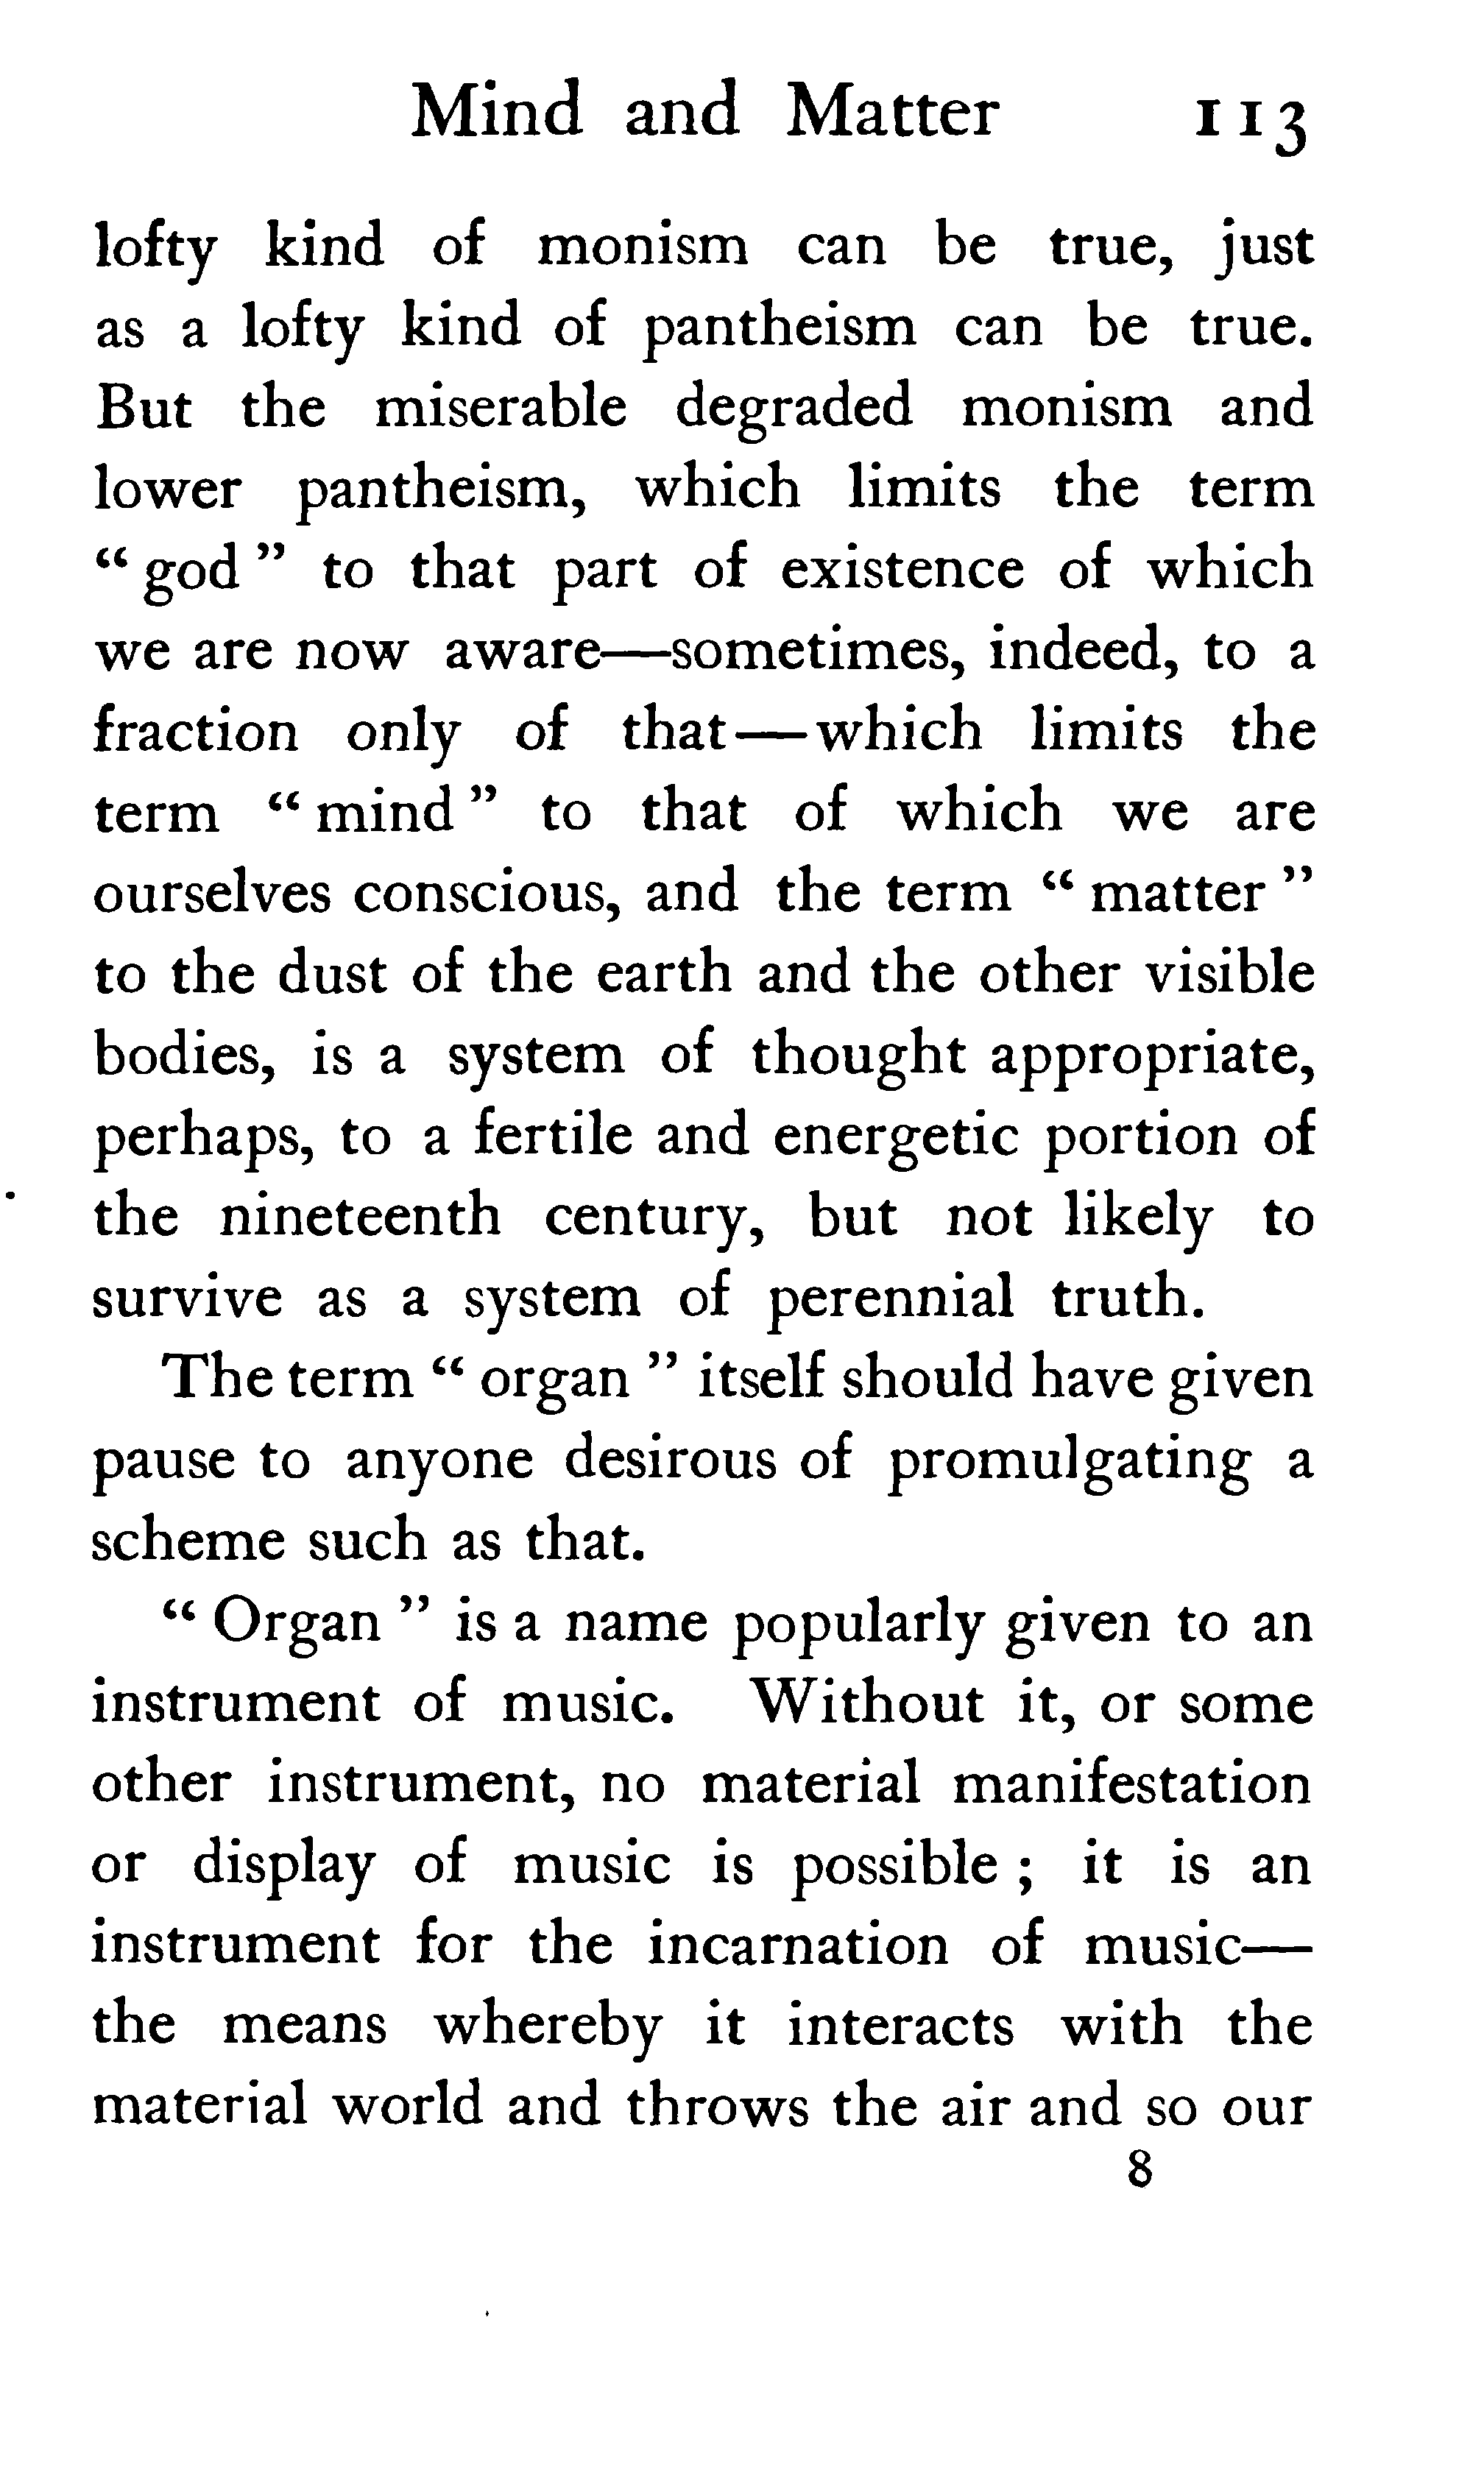 Mind and Matter 113
lofty kind of monism can be true, just
as a lofty kind of pantheism can be true.
But the miserable degraded monism and
lower pantheism, which limits the term
“ god ” to that part of existence of which
we are now aware—sometimes, indeed, to a
fraction only of that—which limits the
term “ mind ” to that of which we are
ourselves conscious, and the term “ matter ”
to the dust of the earth and the other visible
bodies, is a system of thought appropriate,
perhaps, to a fertile and energetic portion of
the nineteenth century, but not likely to
survive as a system of perennial truth.
The term “ organ ” itself should have given
pause to anyone desirous of promulgating a
scheme such as that.
“ Organ ” is a name popularly given to an
instrument of music. Without it, or some
other instrument, no material manifestation
or display of music is possible ; it is an
instrument for the incarnation of music—
the means whereby it interacts with the
material world and throws the air and so our
8